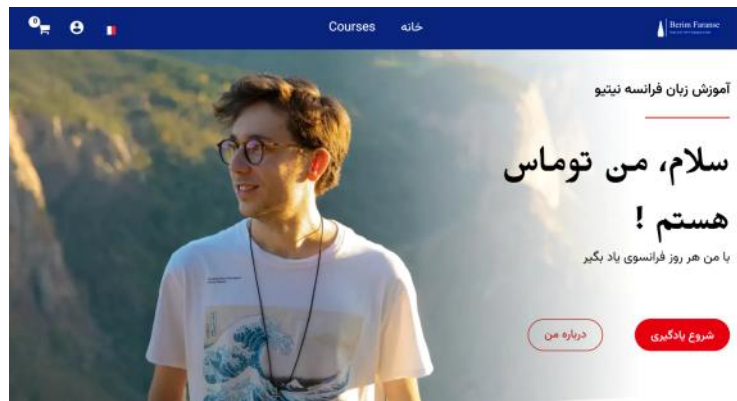 Berim Faranse
خانه
Courses
0
آموزش زبان فرانسه نیتیو
سلام، من توماس
هستم !
با من هر روز فرانسوی یاد بگیر
شروع یادگیری
درباره من